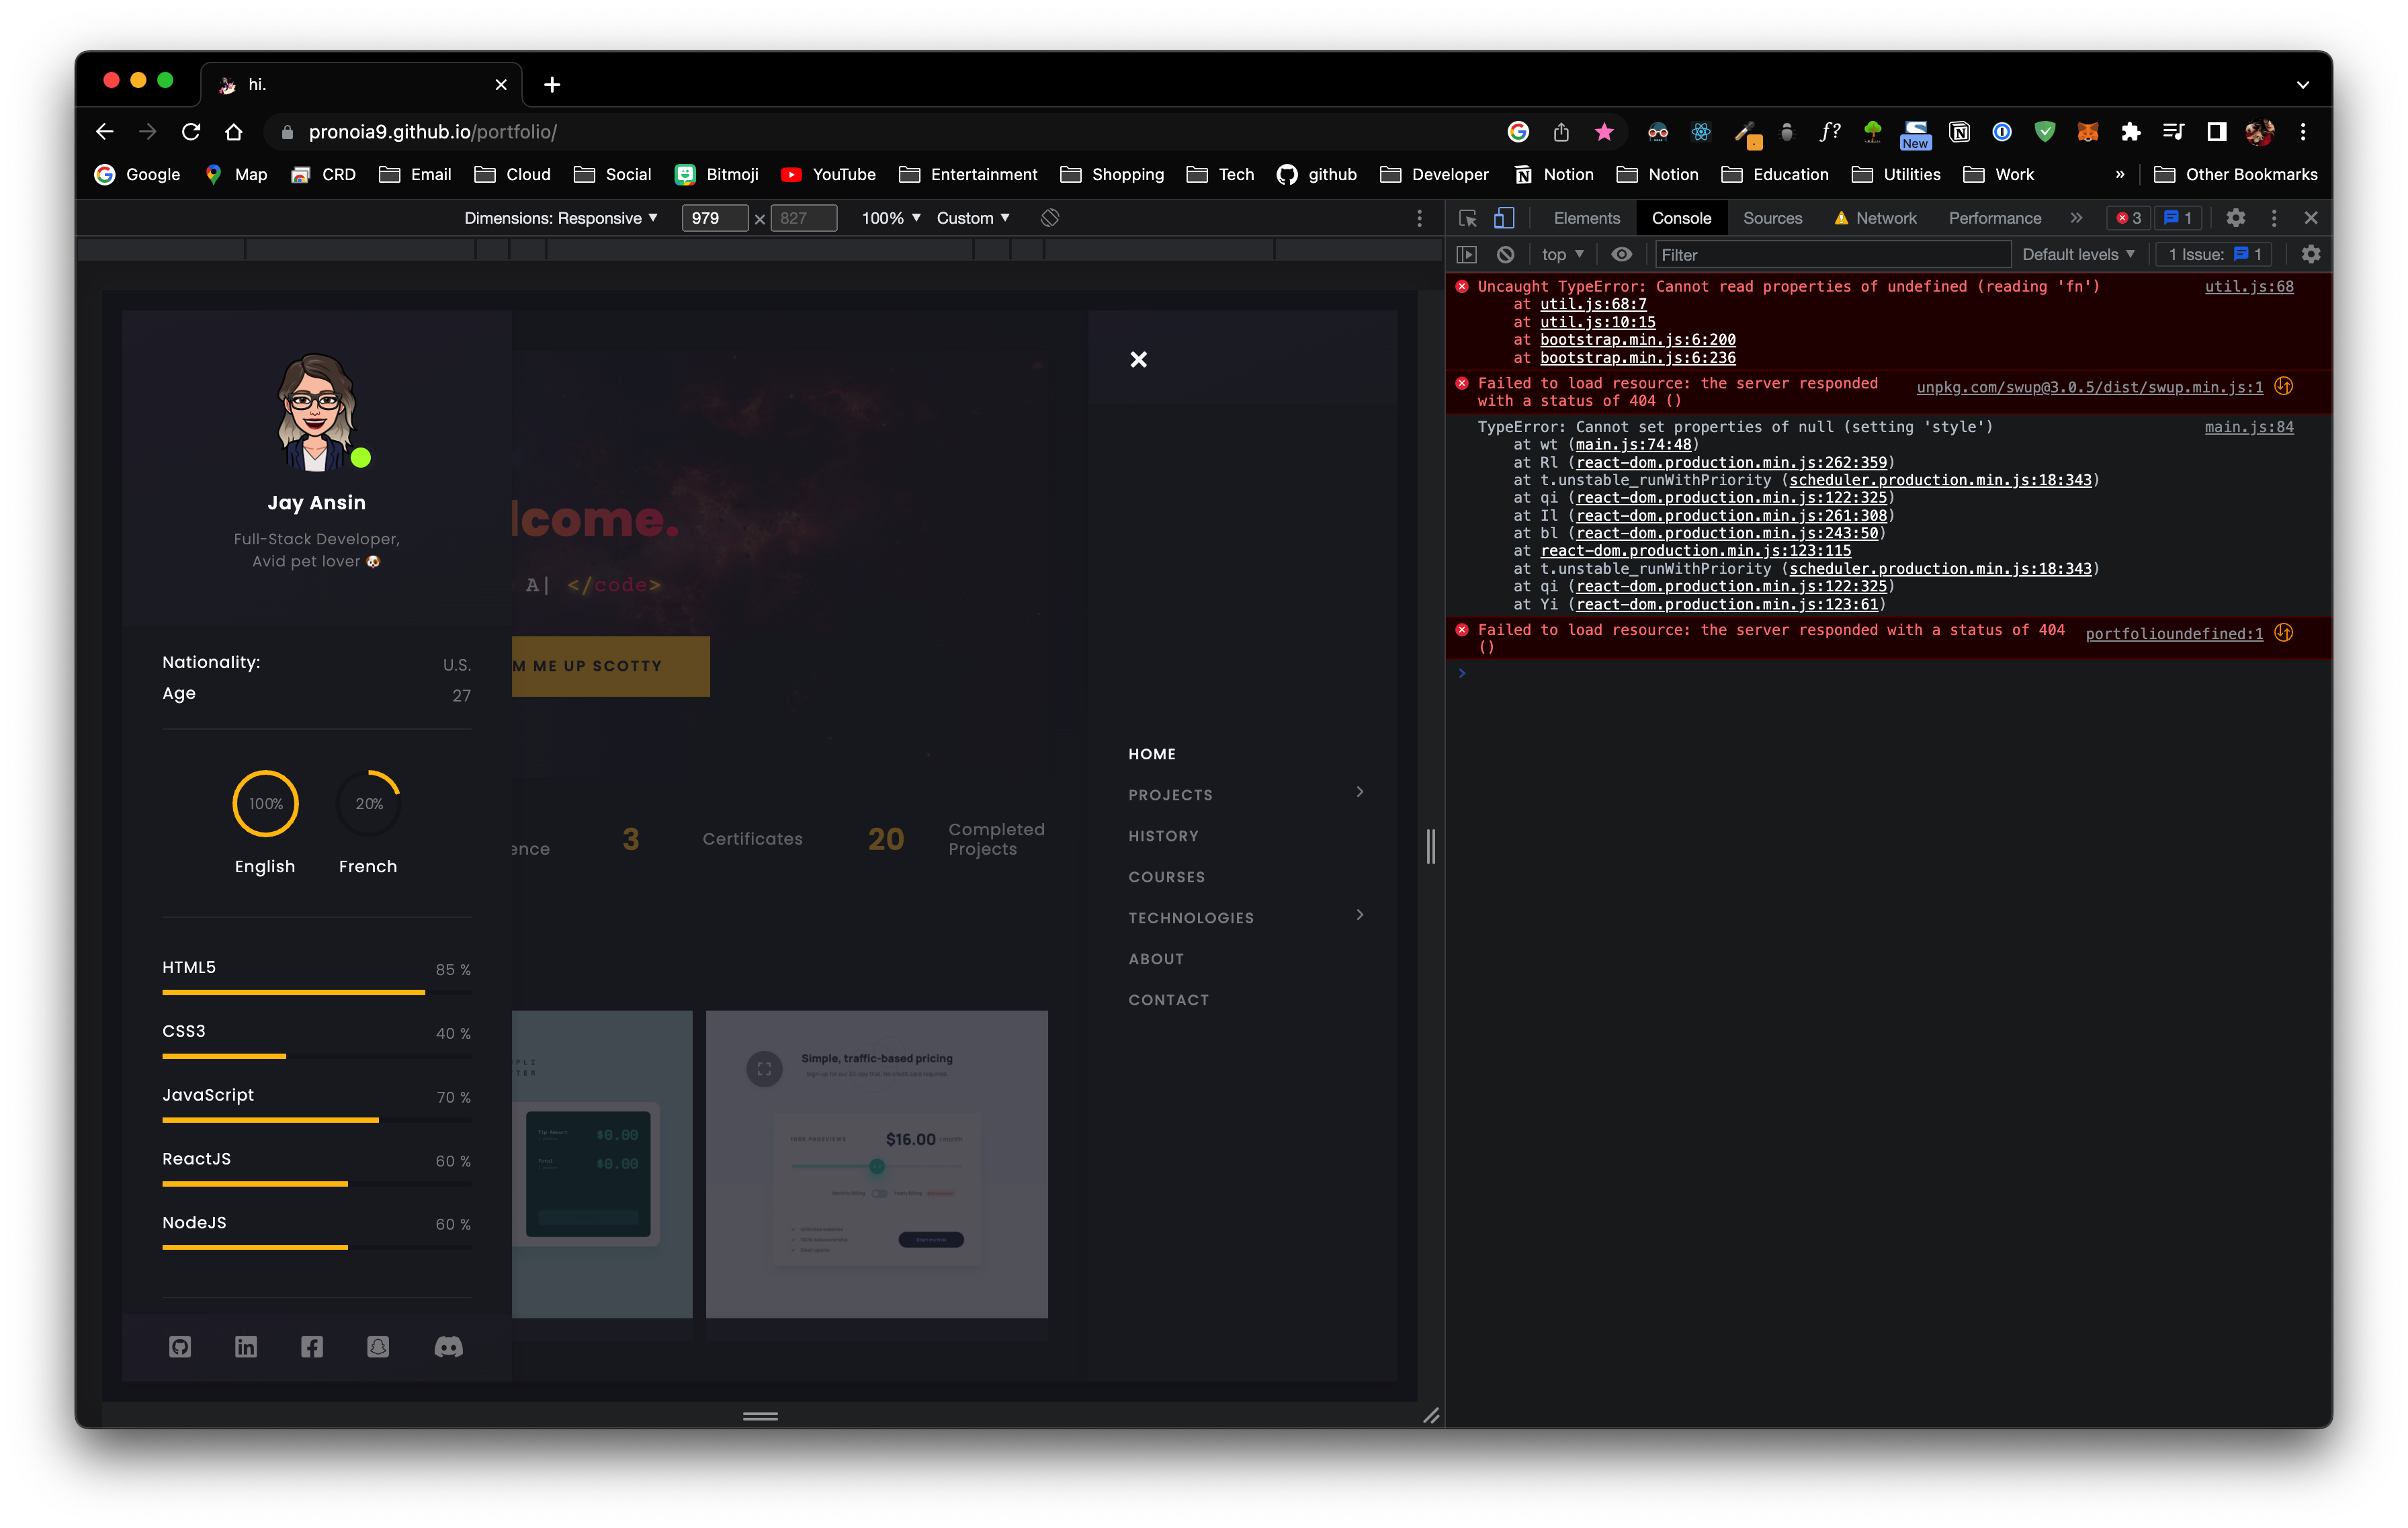 hi.
pronoia9.github.io/portfolio/
New
Google Map CRD Email Cloud Social Bitmoji YouTube Entertainment Shopping Tech github Developer Notion Notion Education Utilities Work » Other Bookmarks
Dimensions: Responsive 979 × 827 100% Custom
Elements Console Sources Network Performance » 3 1
top Filter Default levels 1 Issue: 1
Uncaught TypeError: Cannot read properties of undefined (reading 'fn') util.js:68
at util.js:68:7
at util.js:10:15
at bootstrap.min.js:6:200
at bootstrap.min.js:6:236
Failed to load resource: the server responded unpkg.com/swup@3.0.5/dist/swup.min.js:1
with a status of 404 ()
TypeError: Cannot set properties of null (setting 'style') main.js:84
at wt (main.js:74:48)
at Rl (react-dom.production.min.js:262:359)
at t.unstable_runWithPriority (scheduler.production.min.js:18:343)
at qi (react-dom.production.min.js:122:325)
at Il (react-dom.production.min.js:261:308)
at bl (react-dom.production.min.js:243:50)
at react-dom.production.min.js:123:115
at t.unstable_runWithPriority (scheduler.production.min.js:18:343)
at qi (react-dom.production.min.js:122:325)
at Yi (react-dom.production.min.js:123:61)
Failed to load resource: the server responded with a status of 404 portfolioundefined:1
()
Jay Ansin
Full-Stack Developer,
Avid pet lover 🐶
Nationality: U.S.
Age 27
100% 20%
English French
HTML5 85 %
CSS3 40 %
JavaScript 70 %
ReactJS 60 %
NodeJS 60 %
lcome.
A| </code>
M ME UP SCOTTY
ence
3 Certificates
20 Completed
Projects
PLI
TTER
Tip Amount $0.00
Total $0.00
Simple, traffic-based pricing
$16.00 / month
HOME
PROJECTS
HISTORY
COURSES
TECHNOLOGIES
ABOUT
CONTACT